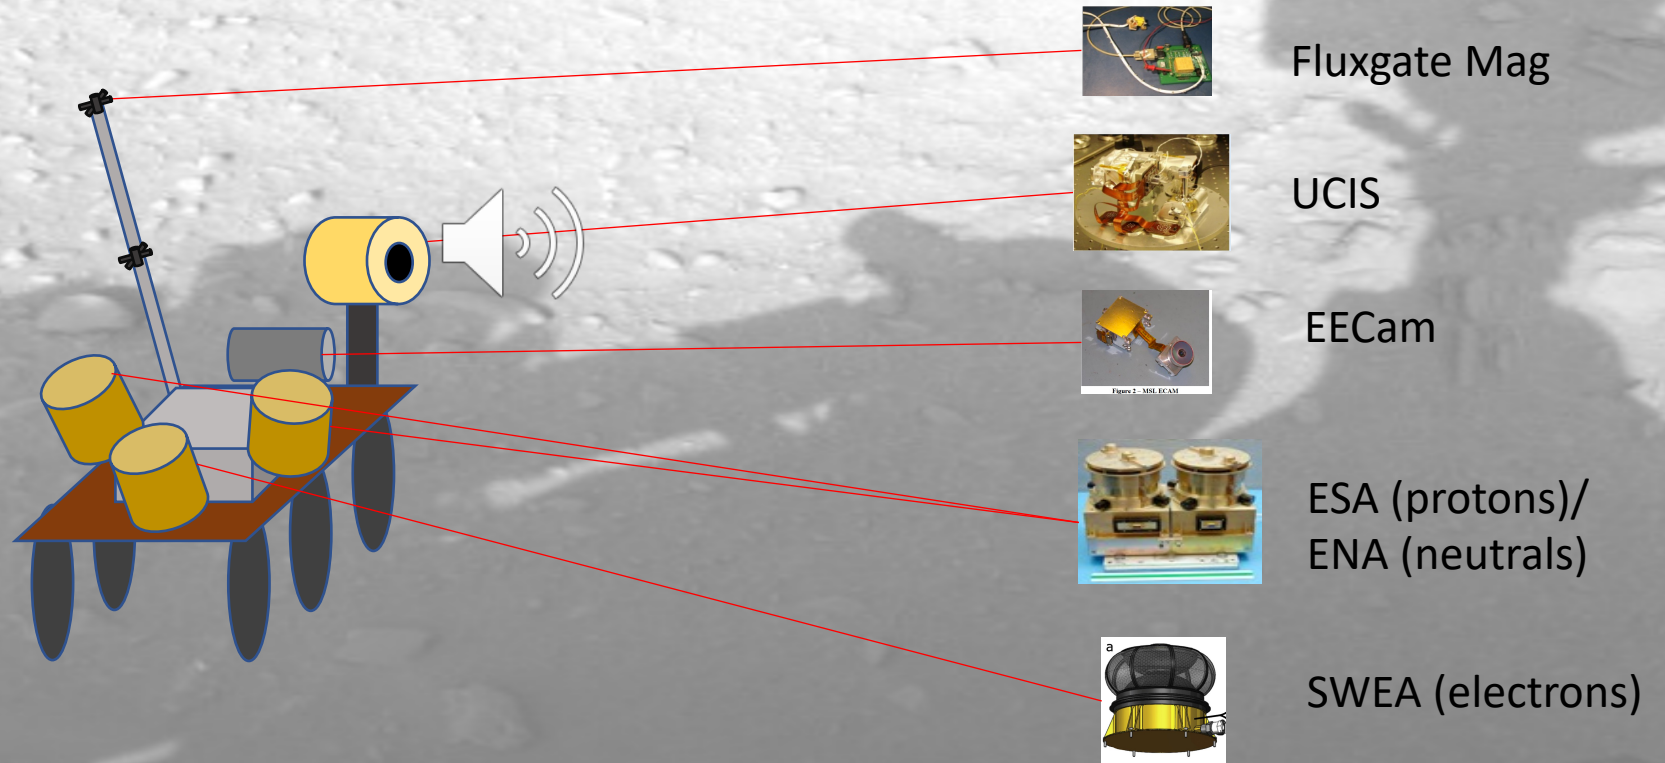 Fluxgate Mag
UCIS
EECam
Figure 2 – MSL ECAM
ESA (protons)/
ENA (neutrals)
a
SWEA (electrons)